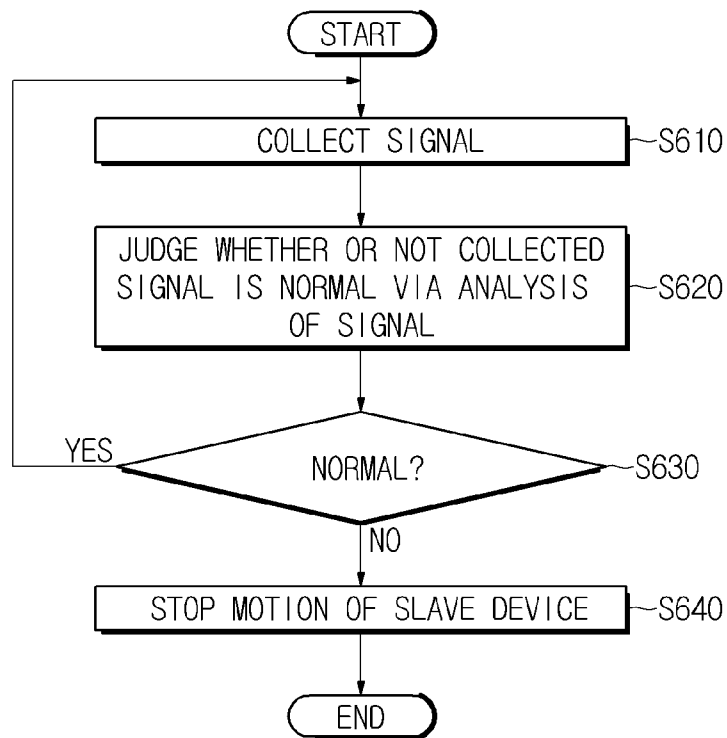 START
COLLECT SIGNAL
S610
JUDGE WHETHER OR NOT COLLECTED
SIGNAL IS NORMAL VIA ANALYSIS
OF SIGNAL
S620
YES
NORMAL?
S630
NO
STOP MOTION OF SLAVE DEVICE
S640
END